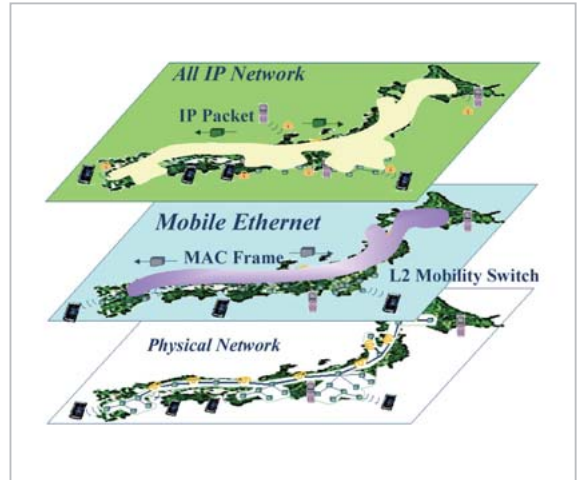 All IP Network
IP Packet
Mobile Ethernet
MAC Frame
L2 Mobility Switch
Physical Network